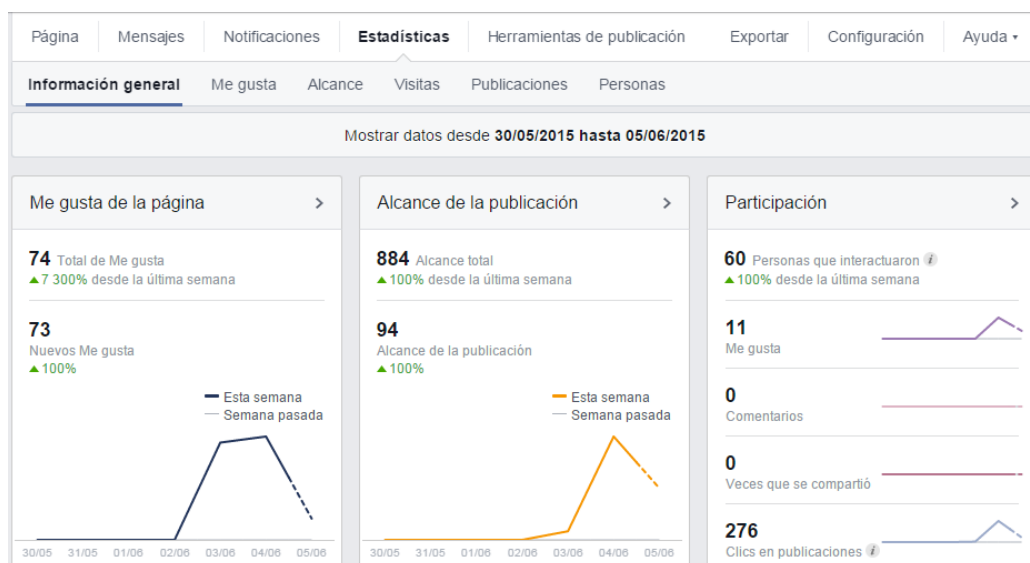 Página Mensajes Notificaciones Estadísticas Herramientas de publicación Exportar Configuración Ayuda
Información general Me gusta Alcance Visitas Publicaciones Personas
Mostrar datos desde 30/05/2015 hasta 05/06/2015
Me gusta de la página
74 Total de Me gusta
7 300% desde la última semana
73
Nuevos Me gusta
100%
Esta semana
Semana pasada
30/05 31/05 01/06 02/06 03/06 04/06 05/06
Alcance de la publicación
884 Alcance total
100% desde la última semana
94
Alcance de la publicación
100%
Esta semana
Semana pasada
30/05 31/05 01/06 02/06 03/06 04/06 05/06
Participación
60 Personas que interactuaron i
100% desde la última semana
11
Me gusta
0
Comentarios
0
Veces que se compartió
276
Clics en publicaciones i